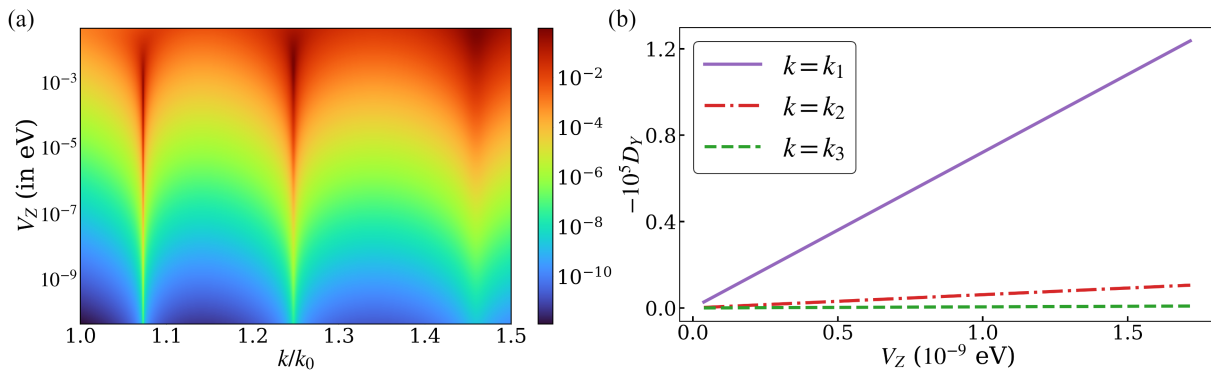 (a)
V_Z (in eV)
10^{-3}
10^{-5}
10^{-7}
10^{-9}
1.0 1.1 1.2 1.3 1.4 1.5
k/k_0
10^{-2}
10^{-4}
10^{-6}
10^{-8}
10^{-10}
(b)
−10^5 D_Y
1.2
0.8
0.4
0.0
k = k_1
k = k_2
k = k_3
0.0 0.5 1.0 1.5
V_Z (10^{-9} eV)